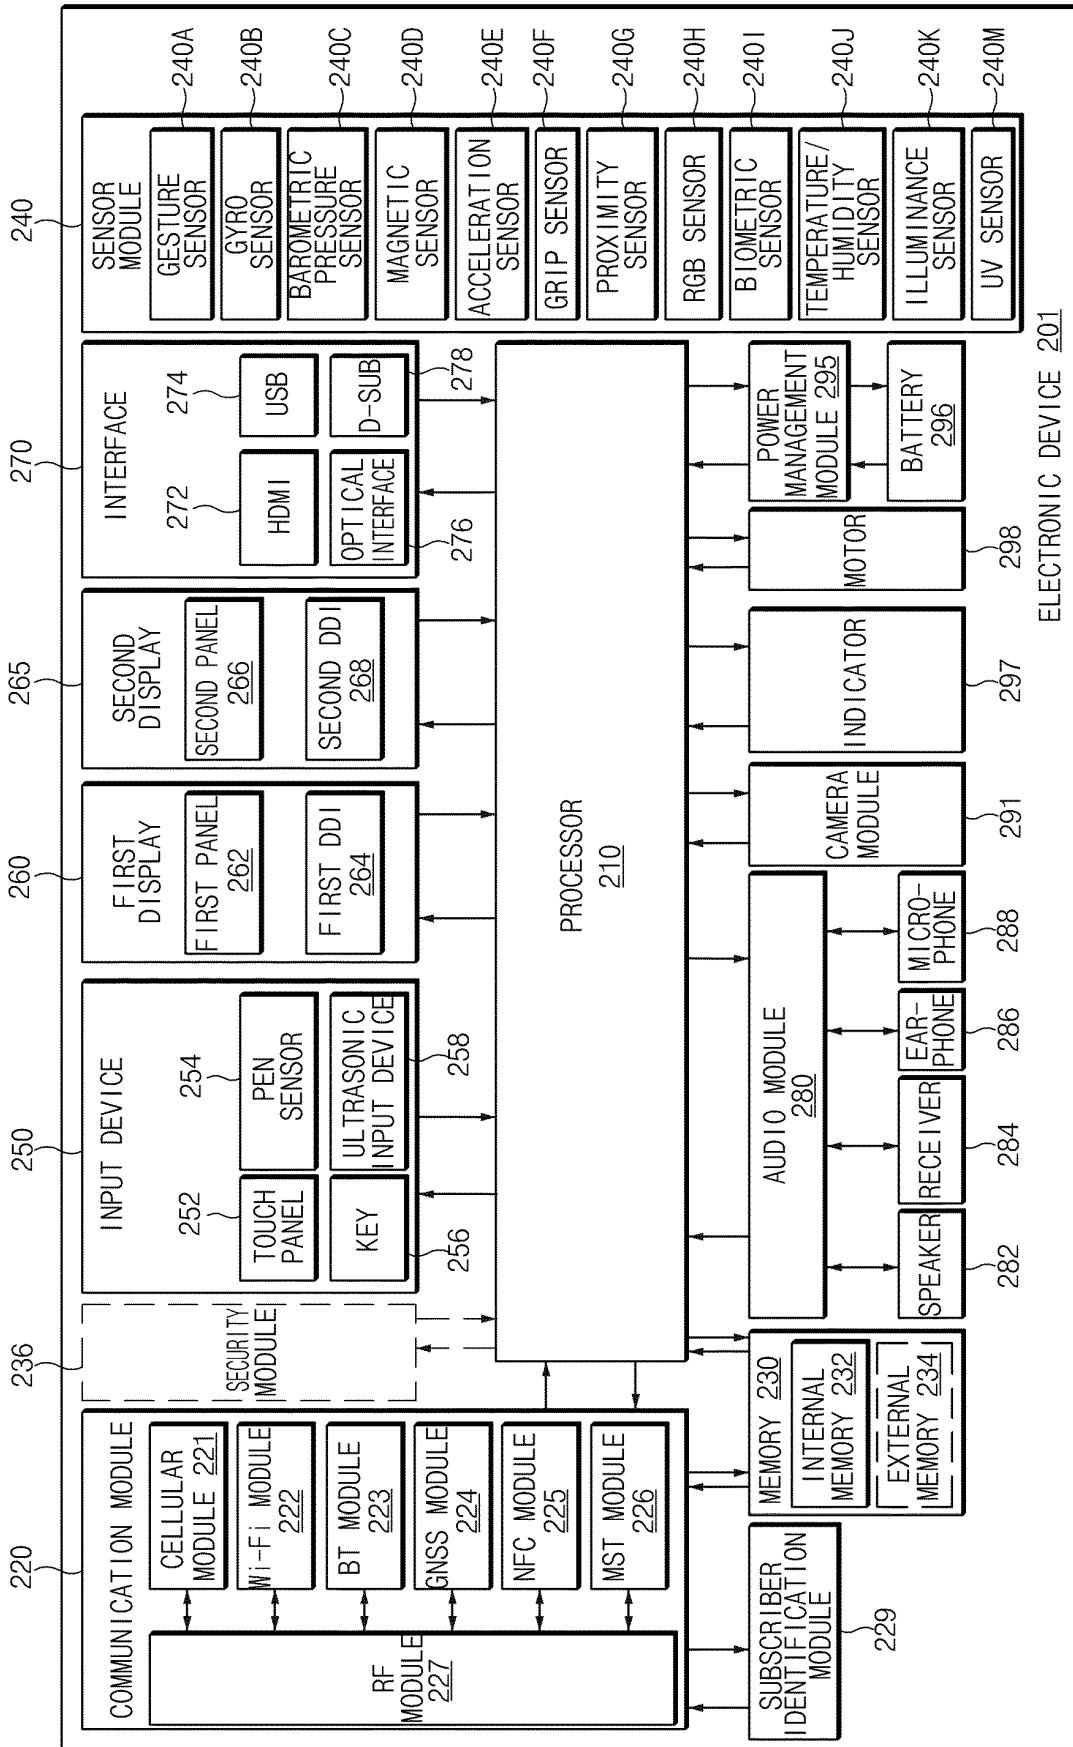 220
COMMUNICATION MODULE
CELLULAR
MODULE 221
Wi-Fi MODULE
222
BT MODULE
223
GNSS MODULE
224
NFC MODULE
225
MST MODULE
226
RF
MODULE
227
236
SECURITY
MODULE
250
INPUT DEVICE
252
TOUCH
PANEL
254
PEN
SENSOR
KEY
256
ULTRASONIC
INPUT DEVICE
258
260
FIRST
DISPLAY
FIRST PANEL
262
FIRST DDI
264
265
SECOND
DISPLAY
SECOND PANEL
266
SECOND DDI
268
270
INTERFACE
272
HDMI
274
USB
OPTICAL
INTERFACE
276
D-SUB
278
240
SENSOR
MODULE
GESTURE
SENSOR
240A
GYRO
SENSOR
240B
BAROMETRIC
PRESSURE
SENSOR
240C
MAGNETIC
SENSOR
240D
ACCELERATION
SENSOR
240E
GRIP SENSOR
240F
PROXIMITY
SENSOR
240G
RGB SENSOR
240H
BIOMETRIC
SENSOR
240I
TEMPERATURE/
HUMIDITY
SENSOR
240J
ILLUMINANCE
SENSOR
240K
UV SENSOR
240M
PROCESSOR
210
SUBSCRIBER
IDENTIFICATION
MODULE
229
MEMORY 230
INTERNAL
MEMORY 232
EXTERNAL
MEMORY 234
AUDIO MODULE
280
SPEAKER
282
RECEIVER
284
EAR-
PHONE
286
MICRO-
PHONE
288
CAMERA
MODULE
291
INDICATOR
297
MOTOR
298
POWER
MANAGEMENT
MODULE 295
BATTERY
296
ELECTRONIC DEVICE 201